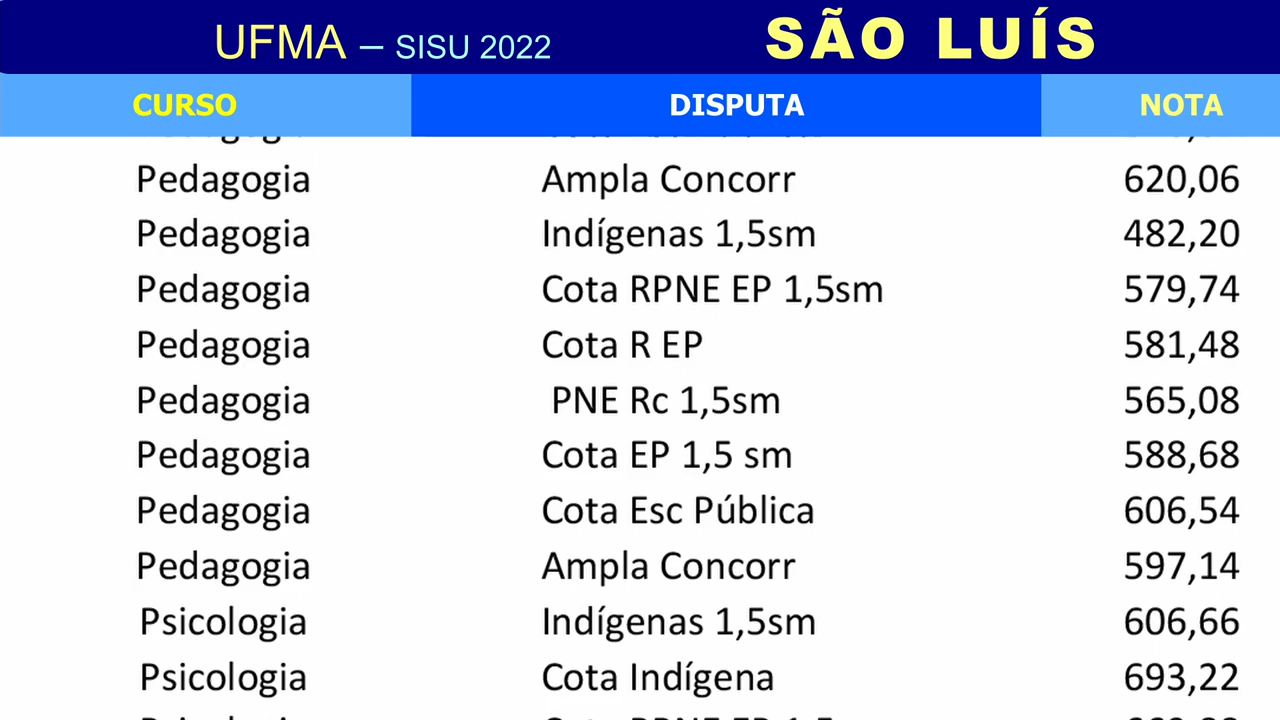 UFMA – SISU 2022 SÃO LUÍS
CURSO DISPUTA NOTA
Pedagogia Ampla Concorr 620,06
Pedagogia Indígenas 1,5sm 482,20
Pedagogia Cota RPNE EP 1,5sm 579,74
Pedagogia Cota R EP 581,48
Pedagogia PNE Rc 1,5sm 565,08
Pedagogia Cota EP 1,5 sm 588,68
Pedagogia Cota Esc Pública 606,54
Pedagogia Ampla Concorr 597,14
Psicologia Indígenas 1,5sm 606,66
Psicologia Cota Indígena 693,22